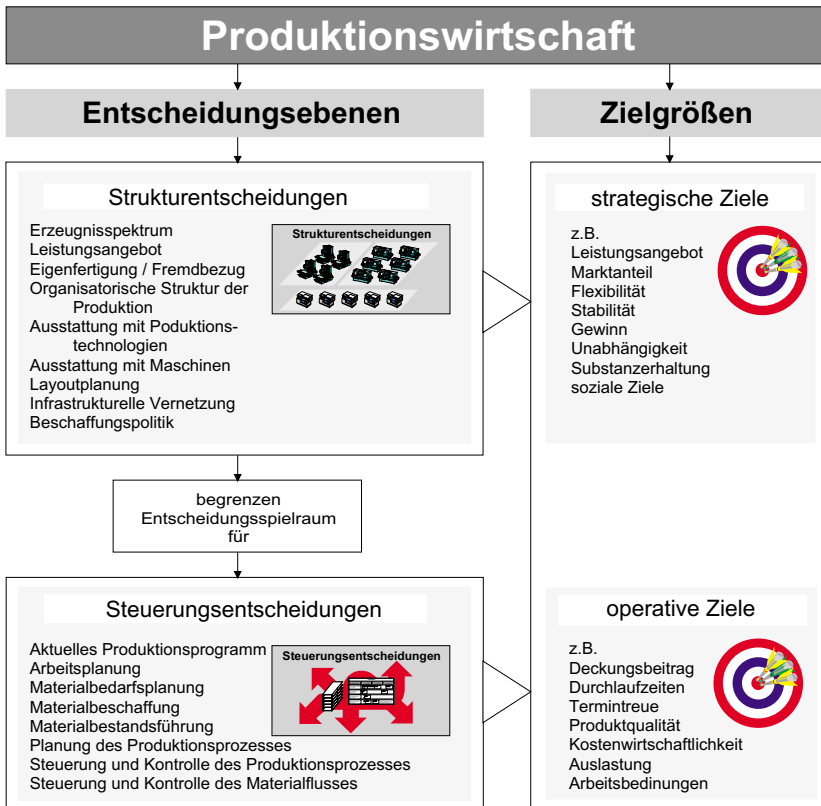 Produktionswirtschaft
Entscheidungsebenen
Zielgrößen
Strukturentscheidungen
Erzeugnisspektrum
Leistungsangebot
Eigenfertigung / Fremdbezug
Organisatorische Struktur der
Produktion
Ausstattung mit Poduktions-
technologien
Ausstattung mit Maschinen
Layoutplanung
Infrastrukturelle Vernetzung
Beschaffungspolitik
Strukturentscheidungen
strategische Ziele
z.B.
Leistungsangebot
Marktanteil
Flexibilität
Stabilität
Gewinn
Unabhängigkeit
Substanzerhaltung
soziale Ziele
begrenzen
Entscheidungsspielraum
für
Steuerungsentscheidungen
Aktuelles Produktionsprogramm
Arbeitsplanung
Materialbedarfsplanung
Materialbeschaffung
Materialbestandsführung
Planung des Produktionsprozesses
Steuerung und Kontrolle des Produktionsprozesses
Steuerung und Kontrolle des Materialflusses
Steuerungsentscheidungen
operative Ziele
z.B.
Deckungsbeitrag
Durchlaufzeiten
Termintreue
Produktqualität
Kostenwirtschaftlichkeit
Auslastung
Arbeitsbedinungen